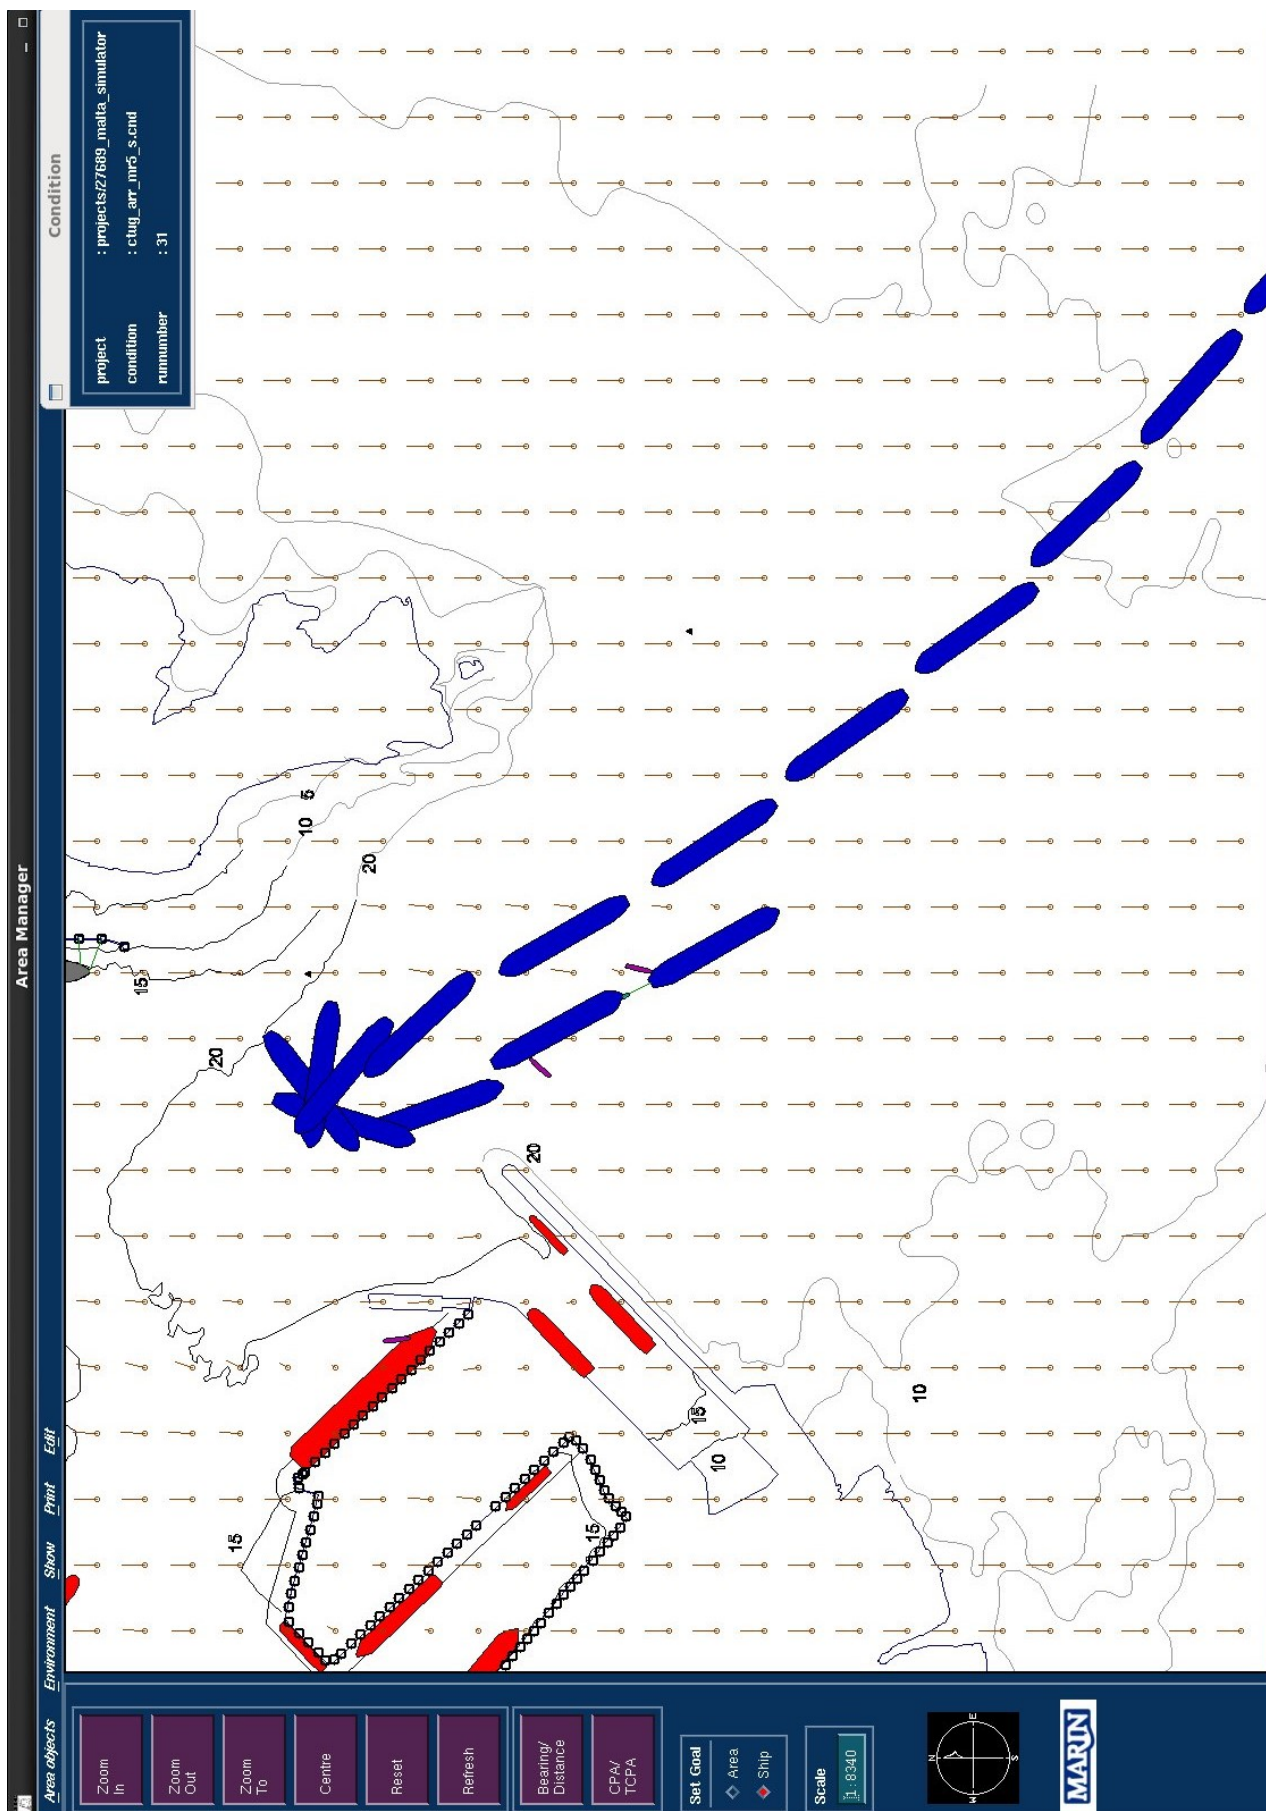 Area Manager
Area objects Environment Show Print Edit
Condition
project : projects/27689_malta_simulator
condition : ctug_arr_mr5_s.cnd
runnumber : 31
Zoom
In
Zoom
Out
Zoom
To
Centre
Reset
Refresh
Bearing/
Distance
CPA/
TCPA
Set Goal
Area
Ship
Scale
1: 8340
N
E
S
W
MARIN
15
20
20
10
5
15
20
15
10
15
10